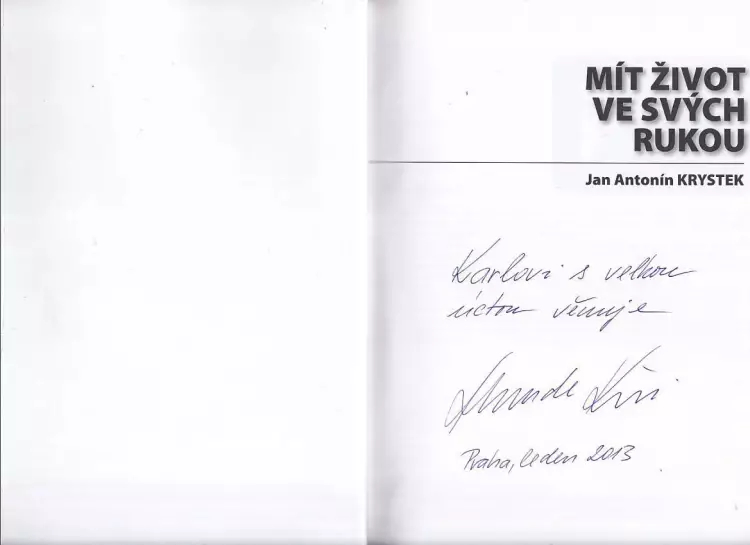 MÍT ŽIVOT
VE SVÝCH
RUKOU
Jan Antonín KRYSTEK
Karlovi s velkou
úctou věnuje
Praha, leden 2013